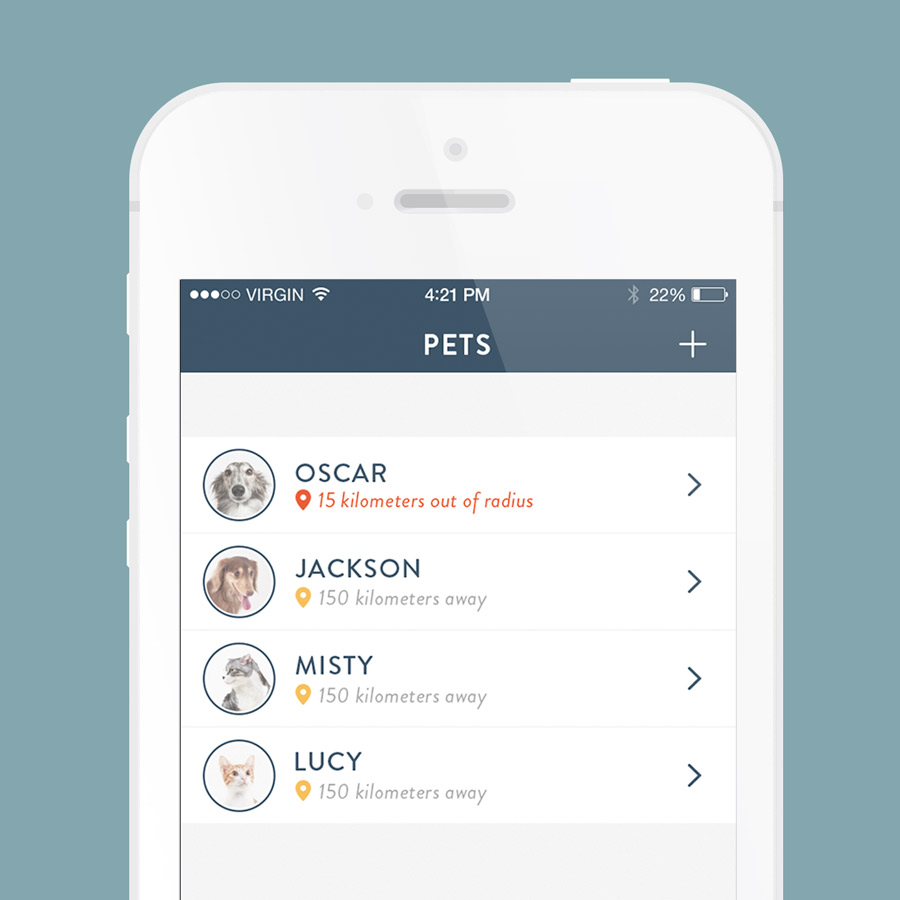 VIRGIN 4:21 PM 22%
PETS
OSCAR
15 kilometers out of radius
JACKSON
150 kilometers away
MISTY
150 kilometers away
LUCY
150 kilometers away